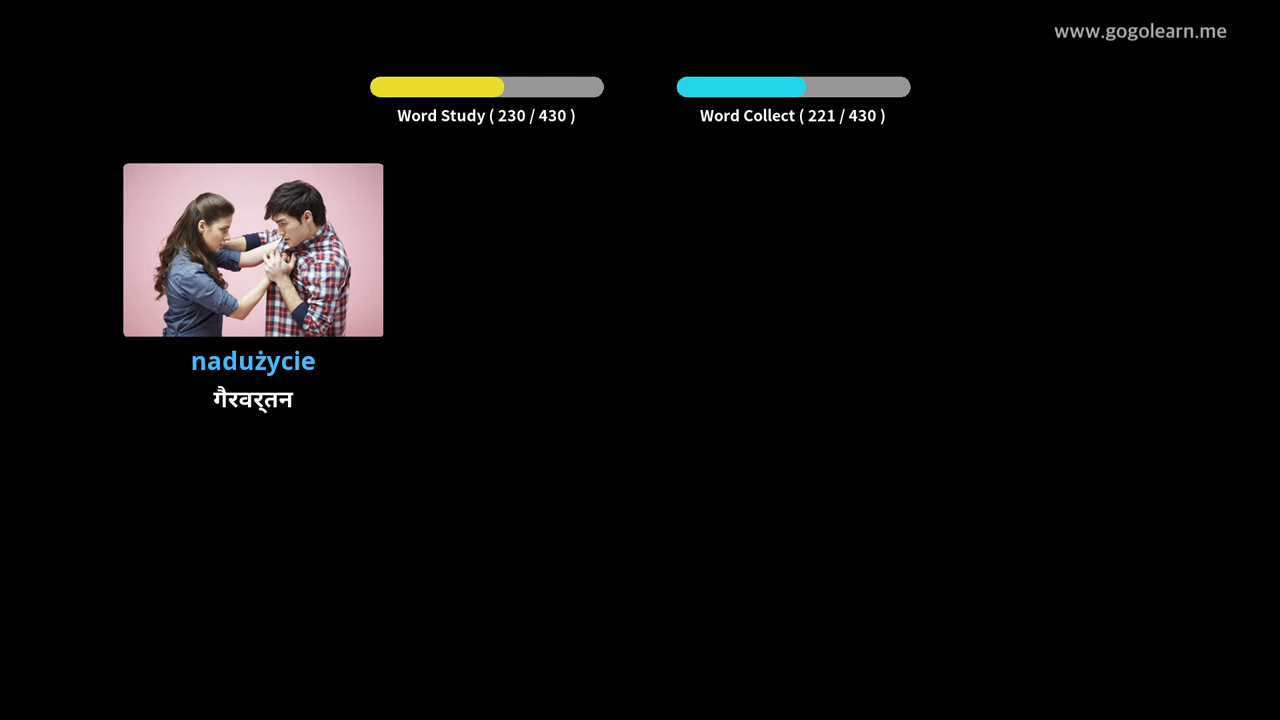 www.gogolearn.me
Word Study ( 230 / 430 )
Word Collect ( 221 / 430 )
nadużycie
गैरवर्तन